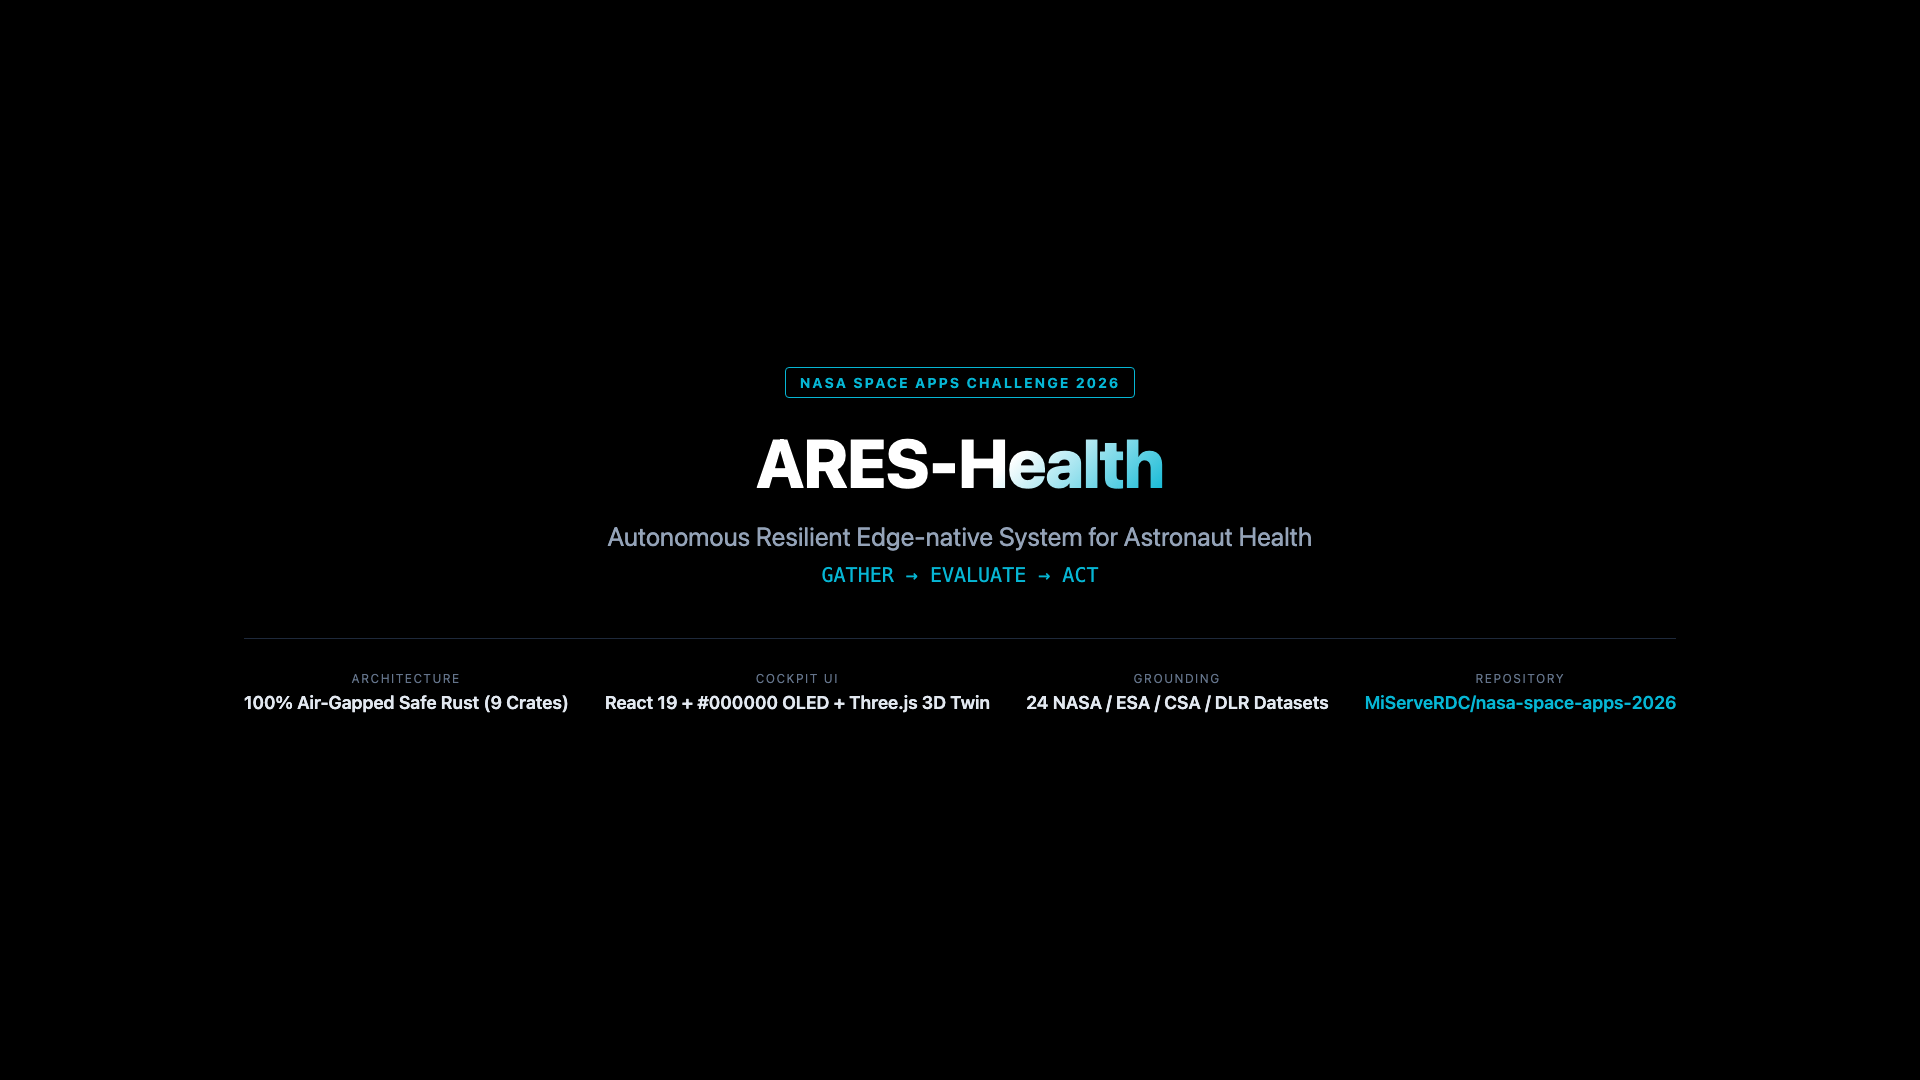 NASA SPACE APPS CHALLENGE 2026
ARES-Health
Autonomous Resilient Edge-native System for Astronaut Health
GATHER → EVALUATE → ACT
ARCHITECTURE
100% Air-Gapped Safe Rust (9 Crates)
COCKPIT UI
React 19 + #000000 OLED + Three.js 3D Twin
GROUNDING
24 NASA / ESA / CSA / DLR Datasets
REPOSITORY
MiServeRDC/nasa-space-apps-2026